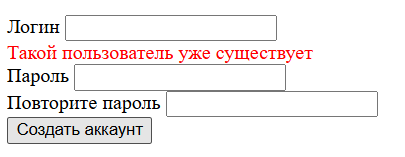 Логин
Такой пользователь уже существует
Пароль
Повторите пароль
Создать аккаунт